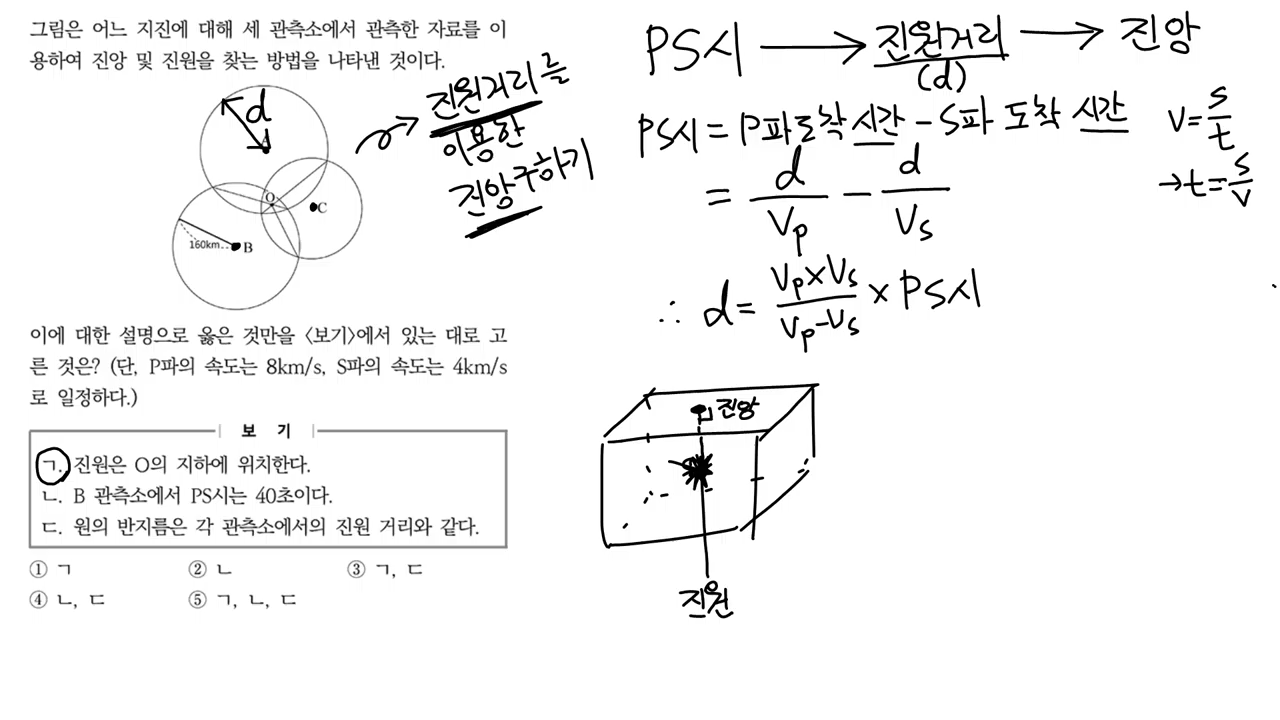 그림은 어느 지진에 대해 세 관측소에서 관측한 자료를 이
용하여 진앙 및 진원을 찾는 방법을 나타낸 것이다.
d
A
O
C
B
160km
진원거리를
이용한
진앙구하기
이에 대한 설명으로 옳은 것만을 〈보기〉에서 있는 대로 고
른 것은? (단, P파의 속도는 8km/s, S파의 속도는 4km/s
로 일정하다.)
보 기
ㄱ. 진원은 O의 지하에 위치한다.
ㄴ. B 관측소에서 PS시는 40초이다.
ㄷ. 원의 반지름은 각 관측소에서의 진원 거리와 같다.
① ㄱ ② ㄴ ③ ㄱ, ㄷ
④ ㄴ, ㄷ ⑤ ㄱ, ㄴ, ㄷ
PS시 → 진원거리 → 진앙
(d)
PS시 = P파도착 시간 - S파 도착 시간
= d/Vp - d/Vs
∴ d = Vp×Vs/Vp-Vs × PS시
V = s/t
→ t = s/v
진앙
진원